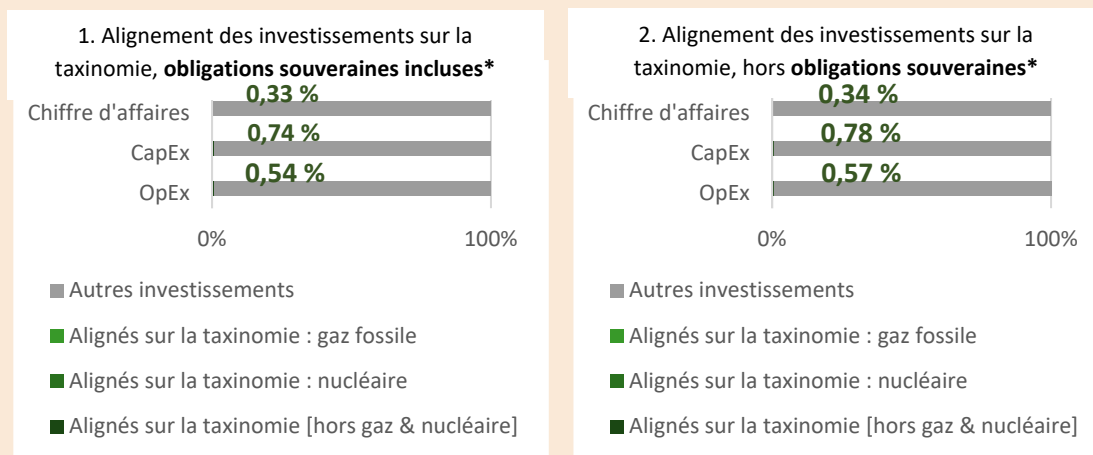 1. Alignement des investissements sur la
taxinomie, obligations souveraines incluses*
0,33 %
Chiffre d'affaires
0,74 %
CapEx
0,54 %
OpEx
0%
100%
Autres investissements
Alignés sur la taxinomie : gaz fossile
Alignés sur la taxinomie : nucléaire
Alignés sur la taxinomie [hors gaz & nucléaire]
2. Alignement des investissements sur la
taxinomie, hors obligations souveraines*
0,34 %
Chiffre d'affaires
0,78 %
CapEx
0,57 %
OpEx
0%
100%
Autres investissements
Alignés sur la taxinomie : gaz fossile
Alignés sur la taxinomie : nucléaire
Alignés sur la taxinomie [hors gaz & nucléaire]